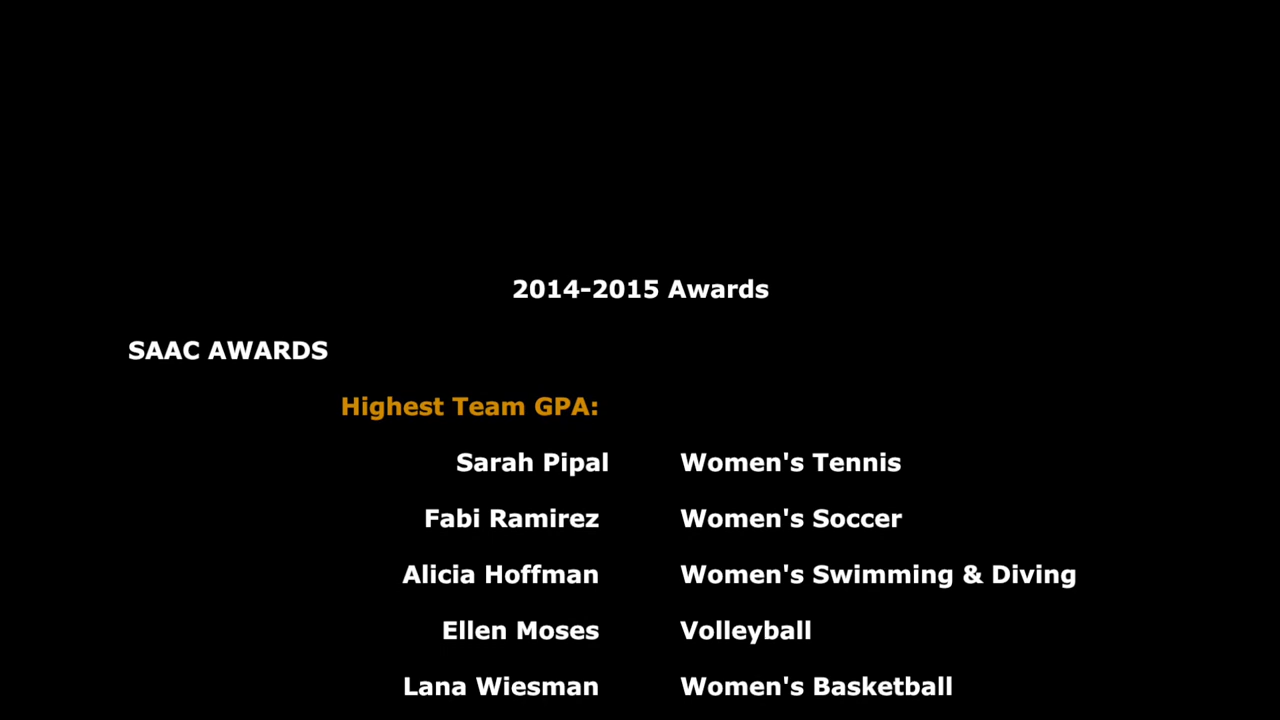 2014-2015 Awards
SAAC AWARDS
Highest Team GPA:
Sarah Pipal Women's Tennis
Fabi Ramirez Women's Soccer
Alicia Hoffman Women's Swimming & Diving
Ellen Moses Volleyball
Lana Wiesman Women's Basketball